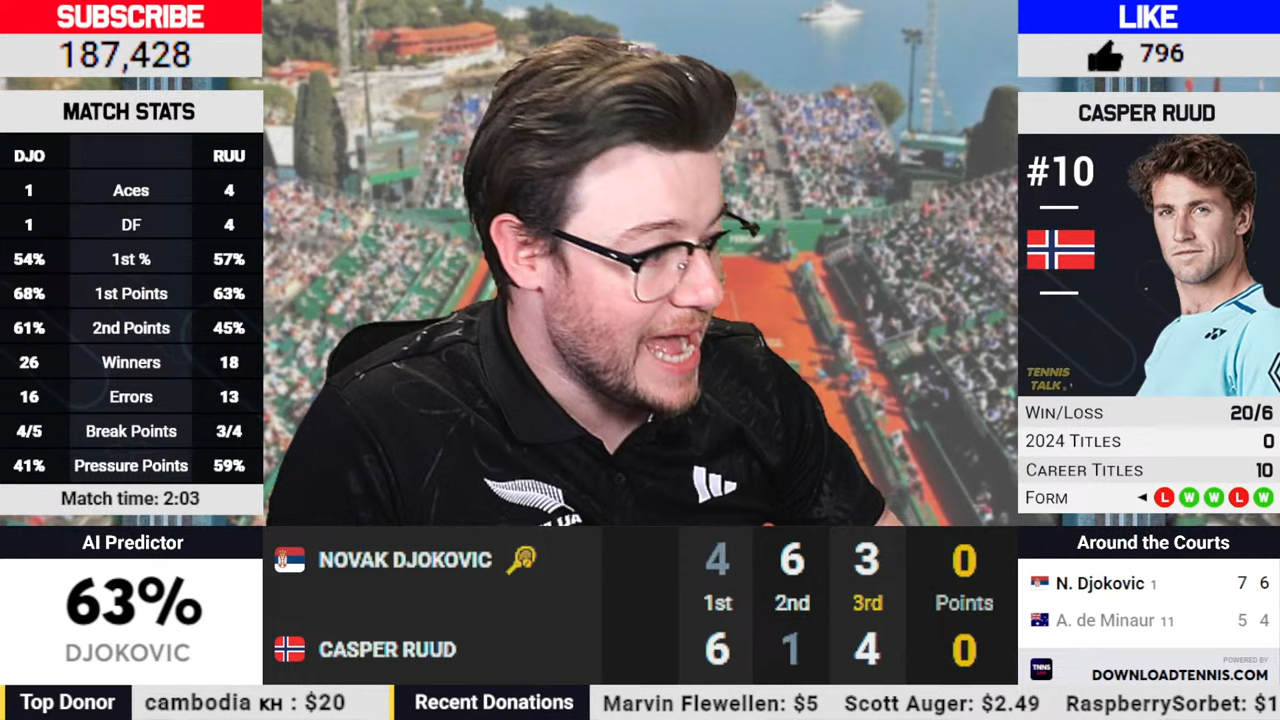 SUBSCRIBE
187,428
MATCH STATS
DJO RUU
1 Aces 4
1 DF 4
54% 1st % 57%
68% 1st Points 63%
61% 2nd Points 45%
26 Winners 18
16 Errors 13
4/5 Break Points 3/4
41% Pressure Points 59%
Match time: 2:03
AI Predictor
63%
DJOKOVIC
LIKE
796
CASPER RUUD
#10
TENNIS
TALK
WIN/LOSS 20/6
2024 TITLES 0
CAREER TITLES 10
FORM ◄ L W W L W
Around the Courts
N. Djokovic 1 7 6
A. de Minaur 11 5 4
TNNS
POWERED BY
DOWNLOADTENNIS.COM
NOVAK DJOKOVIC 4 6 3 0
1st 2nd 3rd Points
CASPER RUUD 6 1 4 0
Top Donor cambodia KH : $20 Recent Donations Marvin Flewellen: $5 Scott Auger: $2.49 RaspberrySorbet: $1